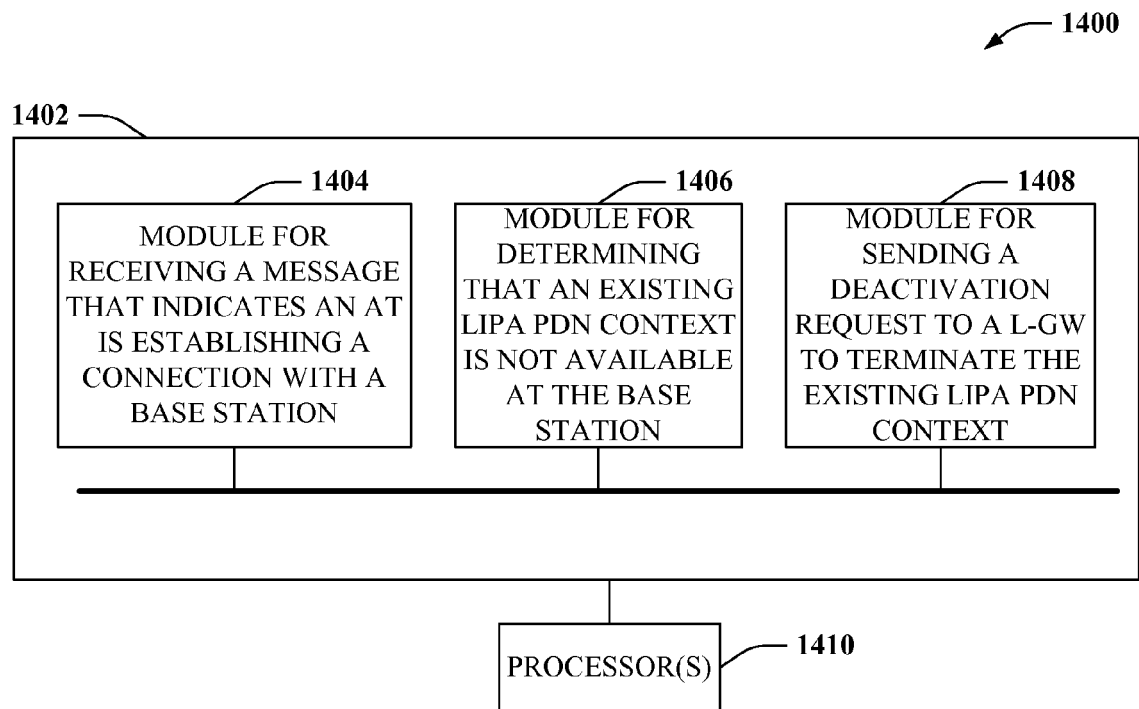 1400
1402
1404
MODULE FOR
RECEIVING A MESSAGE
THAT INDICATES AN AT
IS ESTABLISHING A
CONNECTION WITH A
BASE STATION
1406
MODULE FOR
DETERMINING
THAT AN EXISTING
LIPA PDN CONTEXT
IS NOT AVAILABLE
AT THE BASE
STATION
1408
MODULE FOR
SENDING A
DEACTIVATION
REQUEST TO A L-GW
TO TERMINATE THE
EXISTING LIPA PDN
CONTEXT
PROCESSOR(S)
1410